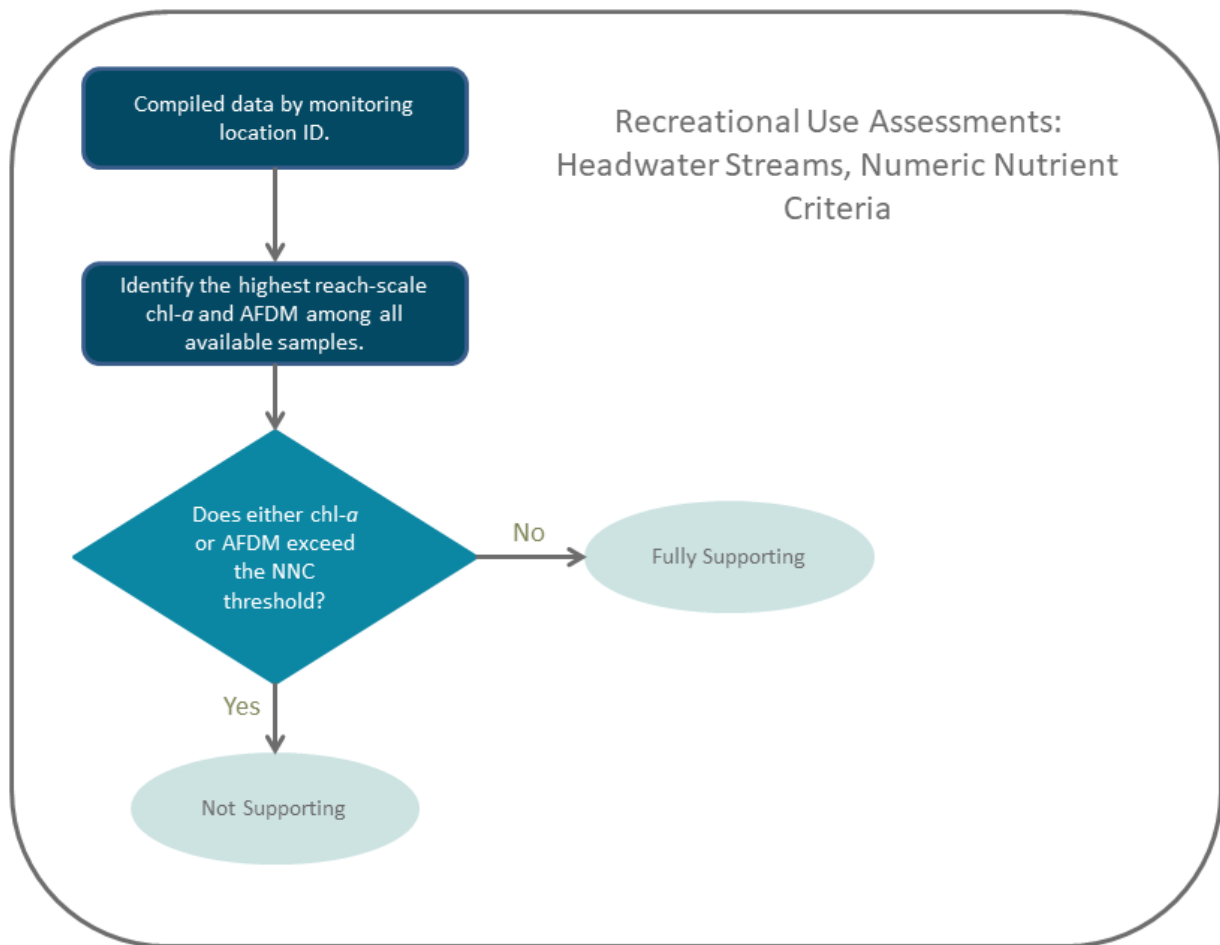 Compiled data by monitoring
location ID.
Recreational Use Assessments:
Headwater Streams, Numeric Nutrient
Criteria
Identify the highest reach-scale
chl-a and AFDM among all
available samples.
Does either chl-a
or AFDM exceed
the NNC
threshold?
No
Fully Supporting
Yes
Not Supporting